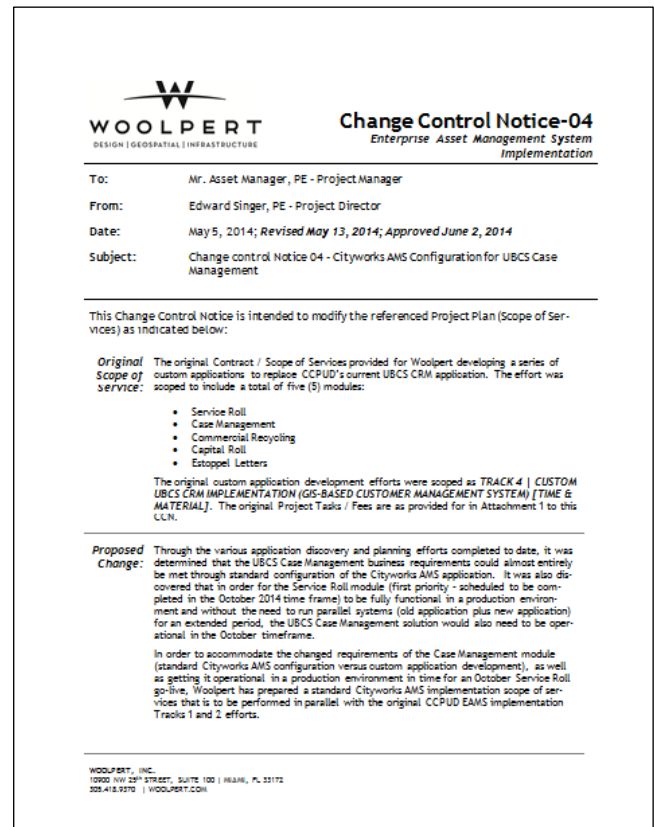 WOOLPERT
DESIGN | GEOSPATIAL | INFRASTRUCTURE
Change Control Notice-04
Enterprise Asset Management System
Implementation
To: Mr. Asset Manager, PE - Project Manager
From: Edward Singer, PE - Project Director
Date: May 5, 2014; Revised May 13, 2014; Approved June 2, 2014
Subject: Change control Notice 04 - Cityworks AMS Configuration for UBCS Case
Management
This Change Control Notice is intended to modify the referenced Project Plan (Scope of Ser-
vices) as indicated below:
Original Scope of service:
The original Contract / Scope of Services provided for Woolpert developing a series of
custom applications to replace CCPUD's current UBCS CRM application. The effort was
scoped to include a total of five (5) modules:
• Service Roll
• Case Management
• Commercial Recycling
• Capital Roll
• Estoppel Letters
The original custom application development efforts were scoped as TRACK 4 | CUSTOM
UBCS CRM IMPLEMENTATION (GIS-BASED CUSTOMER MANAGEMENT SYSTEM) [TIME &
MATERIAL]. The original Project Tasks / Fees are as provided for in Attachment 1 to this
CCN.
Proposed Change:
Through the various application discovery and planning efforts completed to date, it was
determined that the UBCS Case Management business requirements could almost entirely
be met through standard configuration of the Cityworks AMS application. It was also dis-
covered that in order for the Service Roll module (first priority - scheduled to be com-
pleted in the October 2014 time frame) to be fully functional in a production environ-
ment and without the need to run parallel systems (old application plus new application)
for an extended period, the UBCS Case Management solution would also need to be oper-
ational in the October timeframe.
In order to accommodate the changed requirements of the Case Management module
(standard Cityworks AMS configuration versus custom application development), as well
as getting it operational in a production environment in time for an October Service Roll
go-live, Woolpert has prepared a standard Cityworks AMS implementation scope of ser-
vices that is to be performed in parallel with the original CCPUD EAMS implementation
Tracks 1 and 2 efforts.
WOOLPERT, INC.
10900 NW 25th STREET, SUITE 100 | MIAMI, FL 33172
305.418.9370 | WOOLPERT.COM